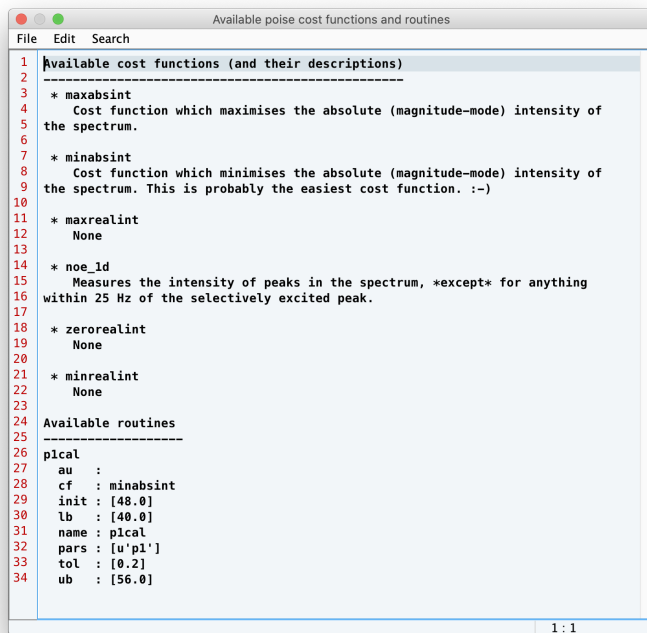 Available poise cost functions and routines
File Edit Search
1 Available cost functions (and their descriptions)
2 -------------------------------------------------
3 * maxabsint
4 Cost function which maximises the absolute (magnitude-mode) intensity of
5 the spectrum.
6
7 * minabsint
8 Cost function which minimises the absolute (magnitude-mode) intensity of
9 the spectrum. This is probably the easiest cost function. :-)
10
11 * maxrealint
12 None
13
14 * noe_1d
15 Measures the intensity of peaks in the spectrum, *except* for anything
16 within 25 Hz of the selectively excited peak.
17
18 * zerorealint
19 None
20
21 * minrealint
22 None
23
24 Available routines
25 -------------------
26 p1cal
27 au :
28 cf : minabsint
29 init : [48.0]
30 lb : [40.0]
31 name : p1cal
32 pars : [u'p1']
33 tol : [0.2]
34 ub : [56.0]
1 : 1